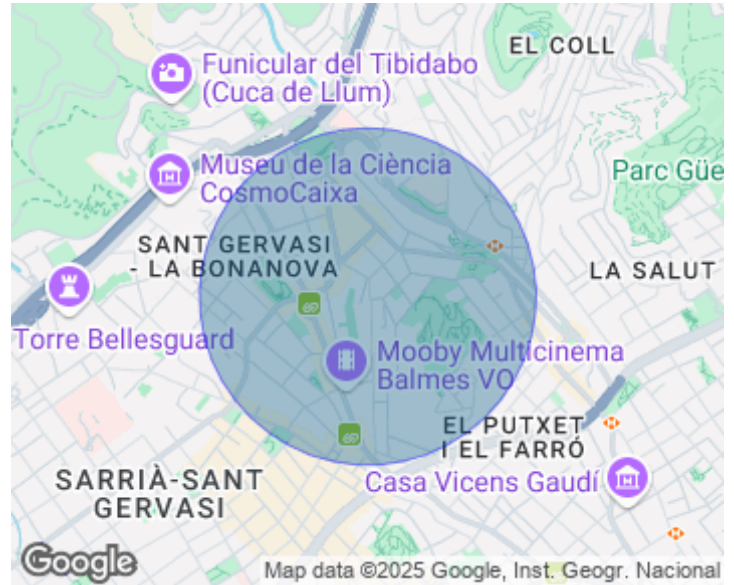 EL COLL
Funicular del Tibidabo
(Cuca de Llum)
Museu de la Ciència
CosmoCaixa
Parc Güe
SANT GERVASI
- LA BONANOVA
LA SALUT
Torre Bellesguard
Mooby Multicinema
Balmes VO
EL PUTXET
I EL FARRÓ
SARRIÀ-SANT
GERVASI
Casa Vicens Gaudí
Google
Map data ©2025 Google, Inst. Geogr. Nacional